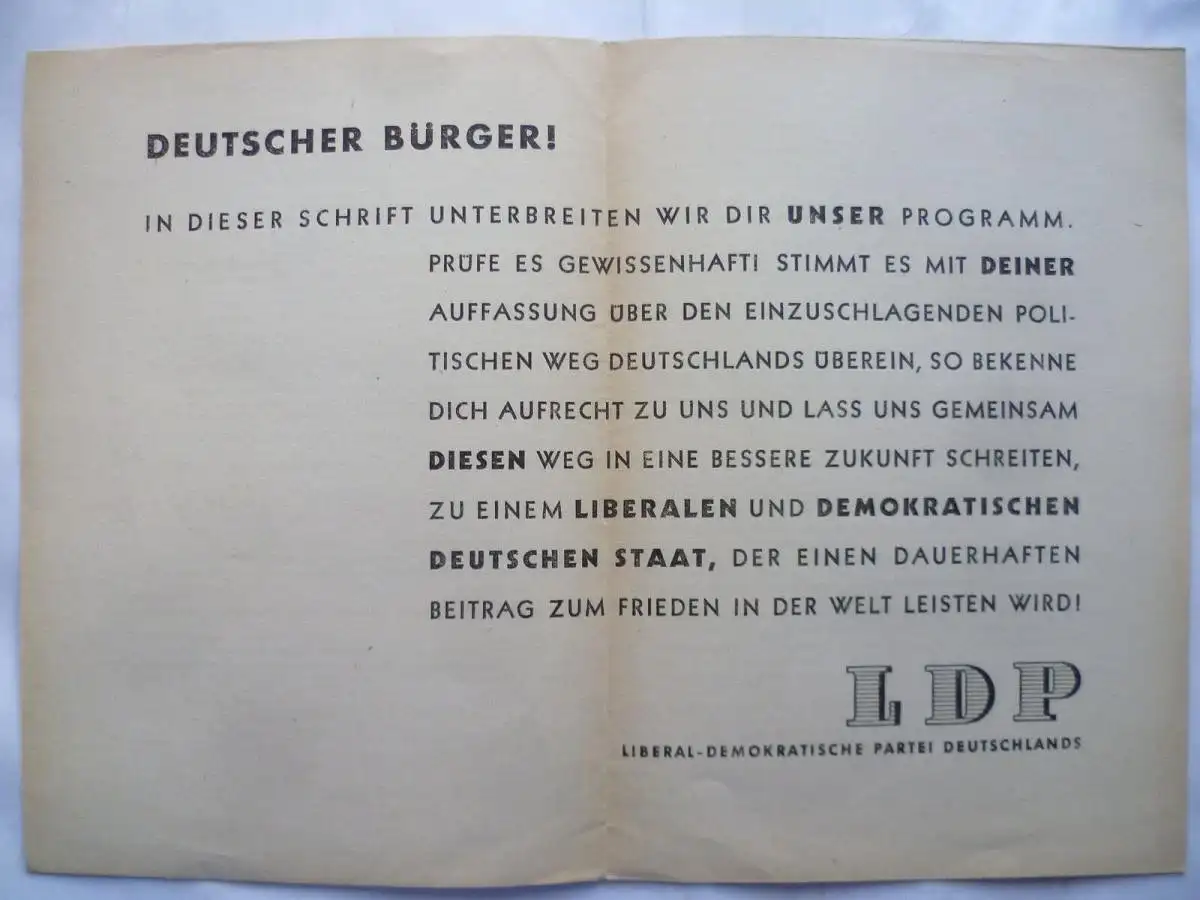 DEUTSCHER BÜRGER!
IN DIESER SCHRIFT UNTERBREITEN WIR DIR UNSER PROGRAMM.
PRÜFE ES GEWISSENHAFT! STIMMT ES MIT DEINER
AUFFASSUNG ÜBER DEN EINZUSCHLAGENDEN POLI-
TISCHEN WEG DEUTSCHLANDS ÜBEREIN, SO BEKENNE
DICH AUFRECHT ZU UNS UND LASS UNS GEMEINSAM
DIESEN WEG IN EINE BESSERE ZUKUNFT SCHREITEN,
ZU EINEM LIBERALEN UND DEMOKRATISCHEN
DEUTSCHEN STAAT, DER EINEN DAUERHAFTEN
BEITRAG ZUM FRIEDEN IN DER WELT LEISTEN WIRD!
LDP
LIBERAL-DEMOKRATISCHE PARTEI DEUTSCHLANDS